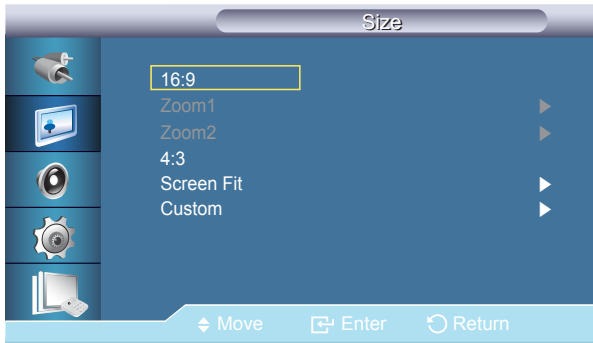 Size
16:9
Zoom1
Zoom2
4:3
Screen Fit
Custom
Move Enter Return